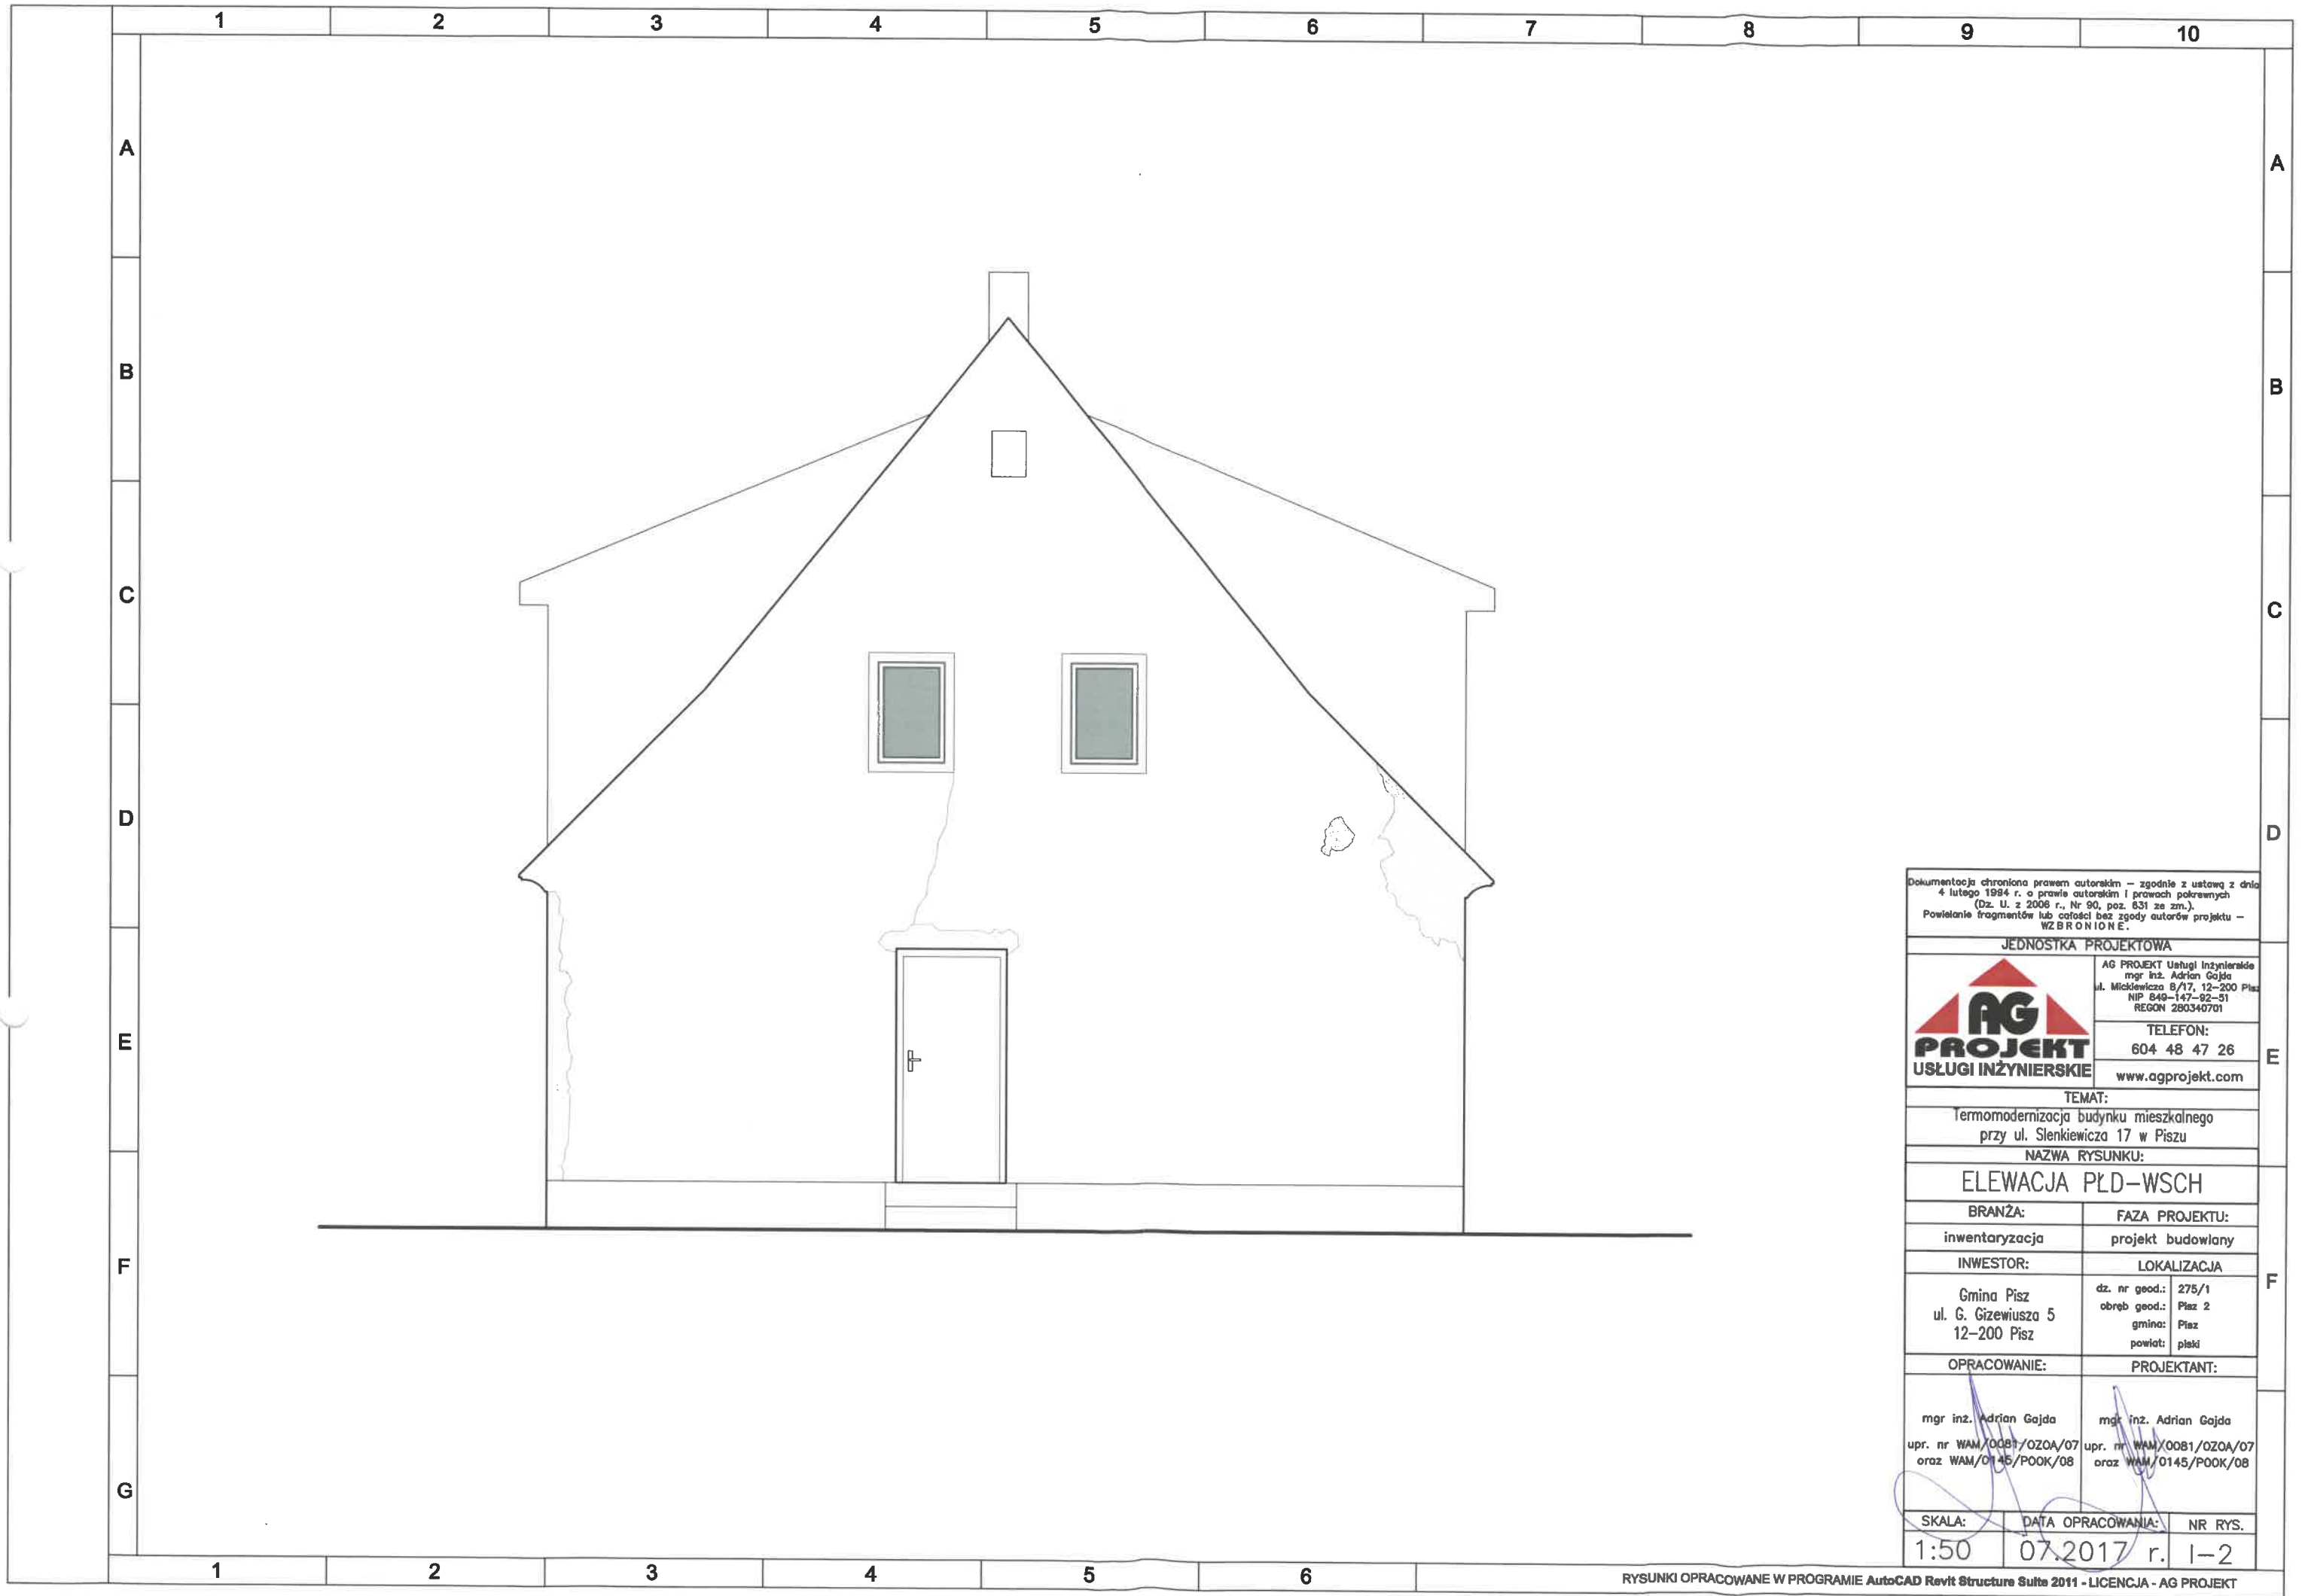 1 2 3 4 5 6 7 8 9 10
A A
B B
C C
D D
E E
F F
G
Dokumentacja chroniona prawem autorskim – zgodnie z ustawą z dnia
4 lutego 1994 r. o prawie autorskim i prawach pokrewnych
(Dz. U. z 2006 r., Nr 90, poz. 631 ze zm.).
Powielanie fragmentów lub całości bez zgody autorów projektu –
WZBRONIONE.
JEDNOSTKA PROJEKTOWA
AG
PROJEKT
USŁUGI INŻYNIERSKIE
AG PROJEKT Usługi Inżynierskie
mgr inż. Adrian Gajda
ul. Mickiewicza 8/17, 12-200 Pisz
NIP 849-147-92-51
REGON 280340701
TELEFON:
604 48 47 26
www.agprojekt.com
TEMAT:
Termomodernizacja budynku mieszkalnego
przy ul. Sienkiewicza 17 w Piszu
NAZWA RYSUNKU:
ELEWACJA PŁD-WSCH
BRANŻA: FAZA PROJEKTU:
inwentaryzacja projekt budowlany
INWESTOR: LOKALIZACJA
Gmina Pisz
ul. G. Gizewiusza 5
12-200 Pisz
dz. nr geod.: 275/1
obręb geod.: Pisz 2
gmina: Pisz
powiat: piski
OPRACOWANIE: PROJEKTANT:
mgr inż. Adrian Gajda mgr inż. Adrian Gajda
upr. nr WAM/0081/OZOA/07 upr. nr WAM/0081/OZOA/07
oraz WAM/0145/POOK/08 oraz WAM/0145/POOK/08
SKALA: DATA OPRACOWANIA: NR RYS.
1:50 07.2017 r. I-2
1 2 3 4 5 6
RYSUNKI OPRACOWANE W PROGRAMIE AutoCAD Revit Structure Suite 2011 - LICENCJA - AG PROJEKT